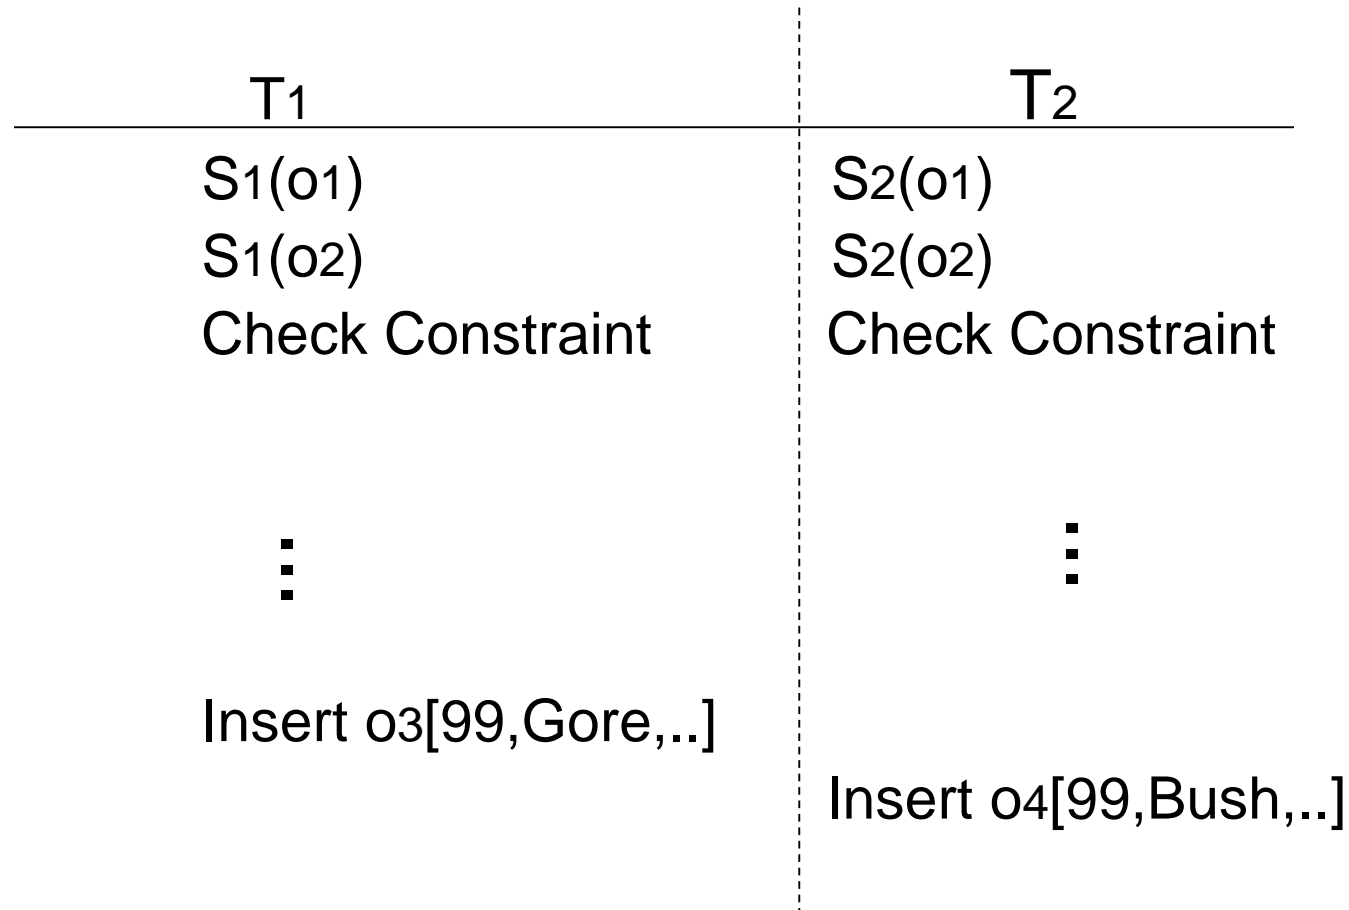 T1 T2
S1(o1) S2(o1)
S1(o2) S2(o2)
Check Constraint Check Constraint
⋮ ⋮
Insert o3[99,Gore,..]
Insert o4[99,Bush,..]